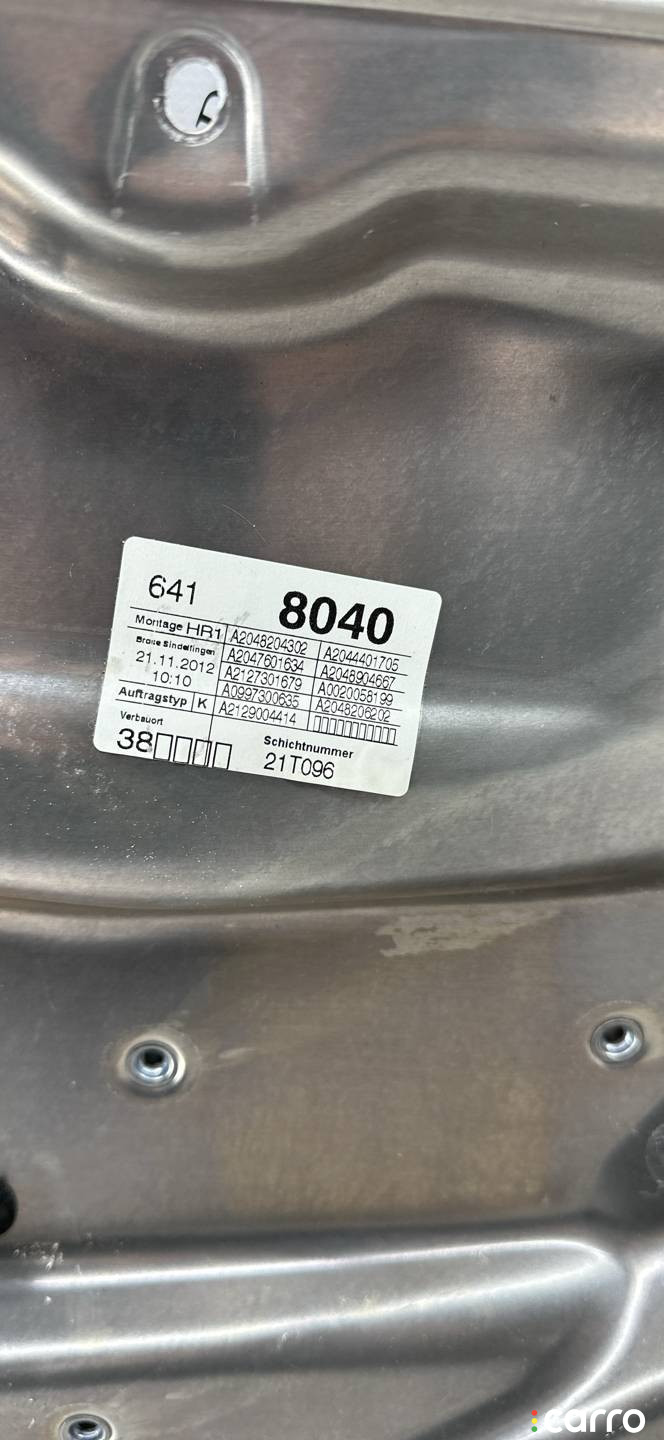 641 8040
Montage HR1 A2048204302 A2044401705
Brose Sindelfingen A2047601634 A2048904667
21.11.2012 A2127301679 A0020058199
10:10 A0997300635 A2048206202
Auftragstyp K A2129004414 ▯▯▯▯▯▯▯▯▯▯▯
Verbauort
38▯▯▯▯ Schichtnummer
21T096
carro